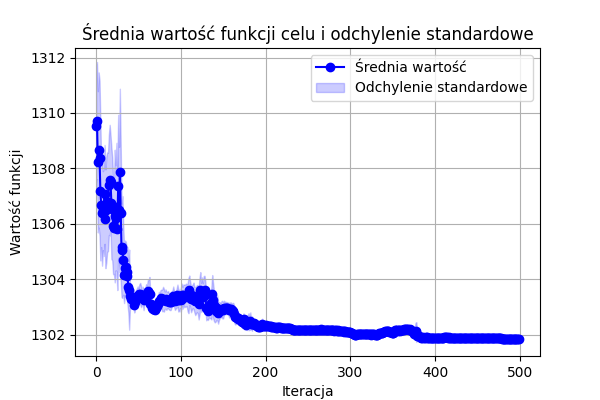 Średnia wartość funkcji celu i odchylenie standardowe
Średnia wartość
Odchylenie standardowe
Wartość funkcji
1312
1310
1308
1306
1304
1302
0 100 200 300 400 500
Iteracja